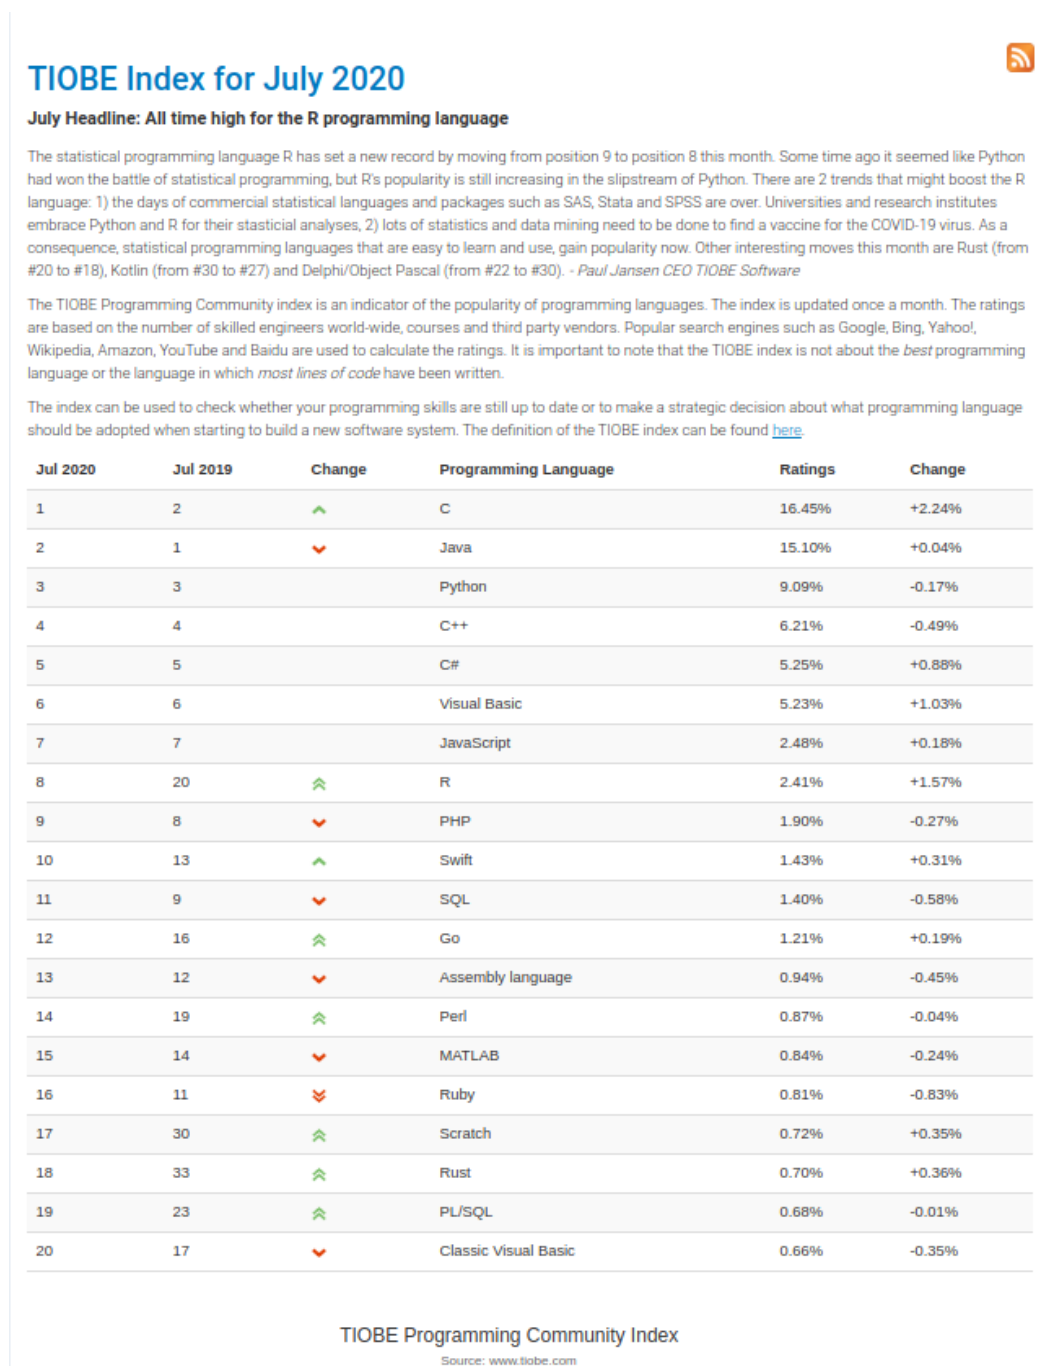 TIOBE Index for July 2020
July Headline: All time high for the R programming language
The statistical programming language R has set a new record by moving from position 9 to position 8 this month. Some time ago it seemed like Python
had won the battle of statistical programming, but R's popularity is still increasing in the slipstream of Python. There are 2 trends that might boost the R
language: 1) the days of commercial statistical languages and packages such as SAS, Stata and SPSS are over. Universities and research institutes
embrace Python and R for their stasticial analyses, 2) lots of statistics and data mining need to be done to find a vaccine for the COVID-19 virus. As a
consequence, statistical programming languages that are easy to learn and use, gain popularity now. Other interesting moves this month are Rust (from
#20 to #18), Kotlin (from #30 to #27) and Delphi/Object Pascal (from #22 to #30). - Paul Jansen CEO TIOBE Software
The TIOBE Programming Community index is an indicator of the popularity of programming languages. The index is updated once a month. The ratings
are based on the number of skilled engineers world-wide, courses and third party vendors. Popular search engines such as Google, Bing, Yahoo!,
Wikipedia, Amazon, YouTube and Baidu are used to calculate the ratings. It is important to note that the TIOBE index is not about the best programming
language or the language in which most lines of code have been written.
The index can be used to check whether your programming skills are still up to date or to make a strategic decision about what programming language
should be adopted when starting to build a new software system. The definition of the TIOBE index can be found here.
Jul 2020 Jul 2019 Change Programming Language Ratings Change
1 2 C 16.45% +2.24%
2 1 Java 15.10% +0.04%
3 3 Python 9.09% -0.17%
4 4 C++ 6.21% -0.49%
5 5 C# 5.25% +0.88%
6 6 Visual Basic 5.23% +1.03%
7 7 JavaScript 2.48% +0.18%
8 20 R 2.41% +1.57%
9 8 PHP 1.90% -0.27%
10 13 Swift 1.43% +0.31%
11 9 SQL 1.40% -0.58%
12 16 Go 1.21% +0.19%
13 12 Assembly language 0.94% -0.45%
14 19 Perl 0.87% -0.04%
15 14 MATLAB 0.84% -0.24%
16 11 Ruby 0.81% -0.83%
17 30 Scratch 0.72% +0.35%
18 33 Rust 0.70% +0.36%
19 23 PL/SQL 0.68% -0.01%
20 17 Classic Visual Basic 0.66% -0.35%
TIOBE Programming Community Index
Source: www.tiobe.com